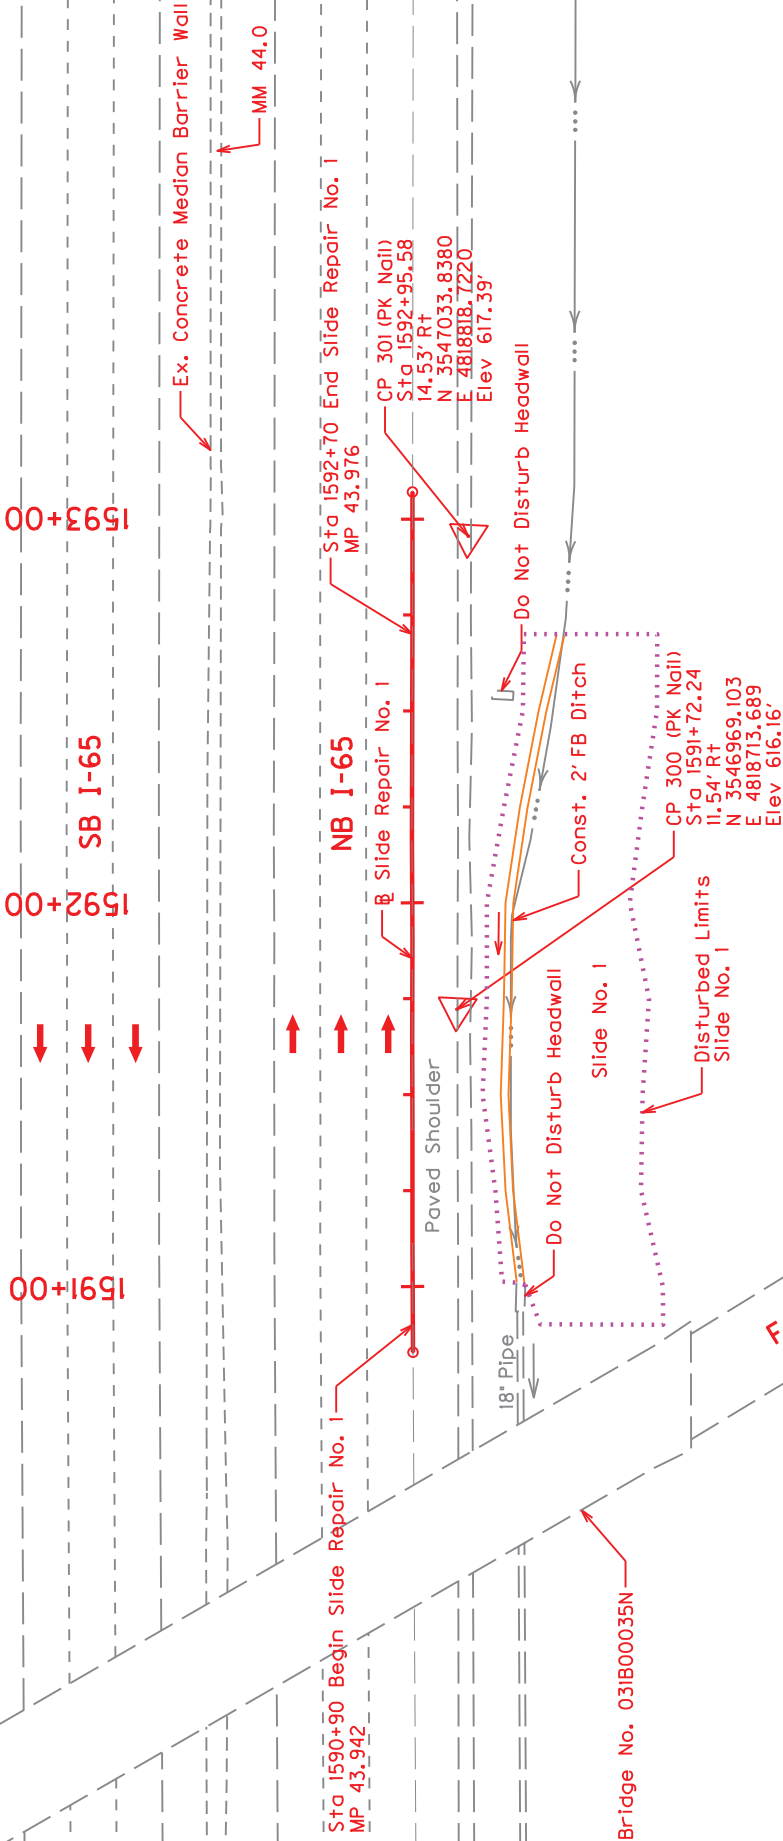 Ex. Concrete Median Barrier Wall
MM 44.0
1593+00
SB I-65
1592+00
1591+00
Sta 1592+70 End Slide Repair No. 1
MP 43.976
CP 301 (PK Nail)
Sta 1592+95.58
14.53' Rt
N 3547033.8380
E 4818818.7220
Elev 617.39'
Do Not Disturb Headwall
NB I-65
B Slide Repair No. 1
Const. 2' FB Ditch
CP 300 (PK Nail)
Sta 1591+72.24
11.54' Rt
N 3546969.103
E 4818713.689
Elev 616.16'
Paved Shoulder
Do Not Disturb Headwall
Slide No. 1
Disturbed Limits
Slide No. 1
18" Pipe
Sta 1590+90 Begin Slide Repair No. 1
MP 43.942
Bridge No. 031B00035N
F